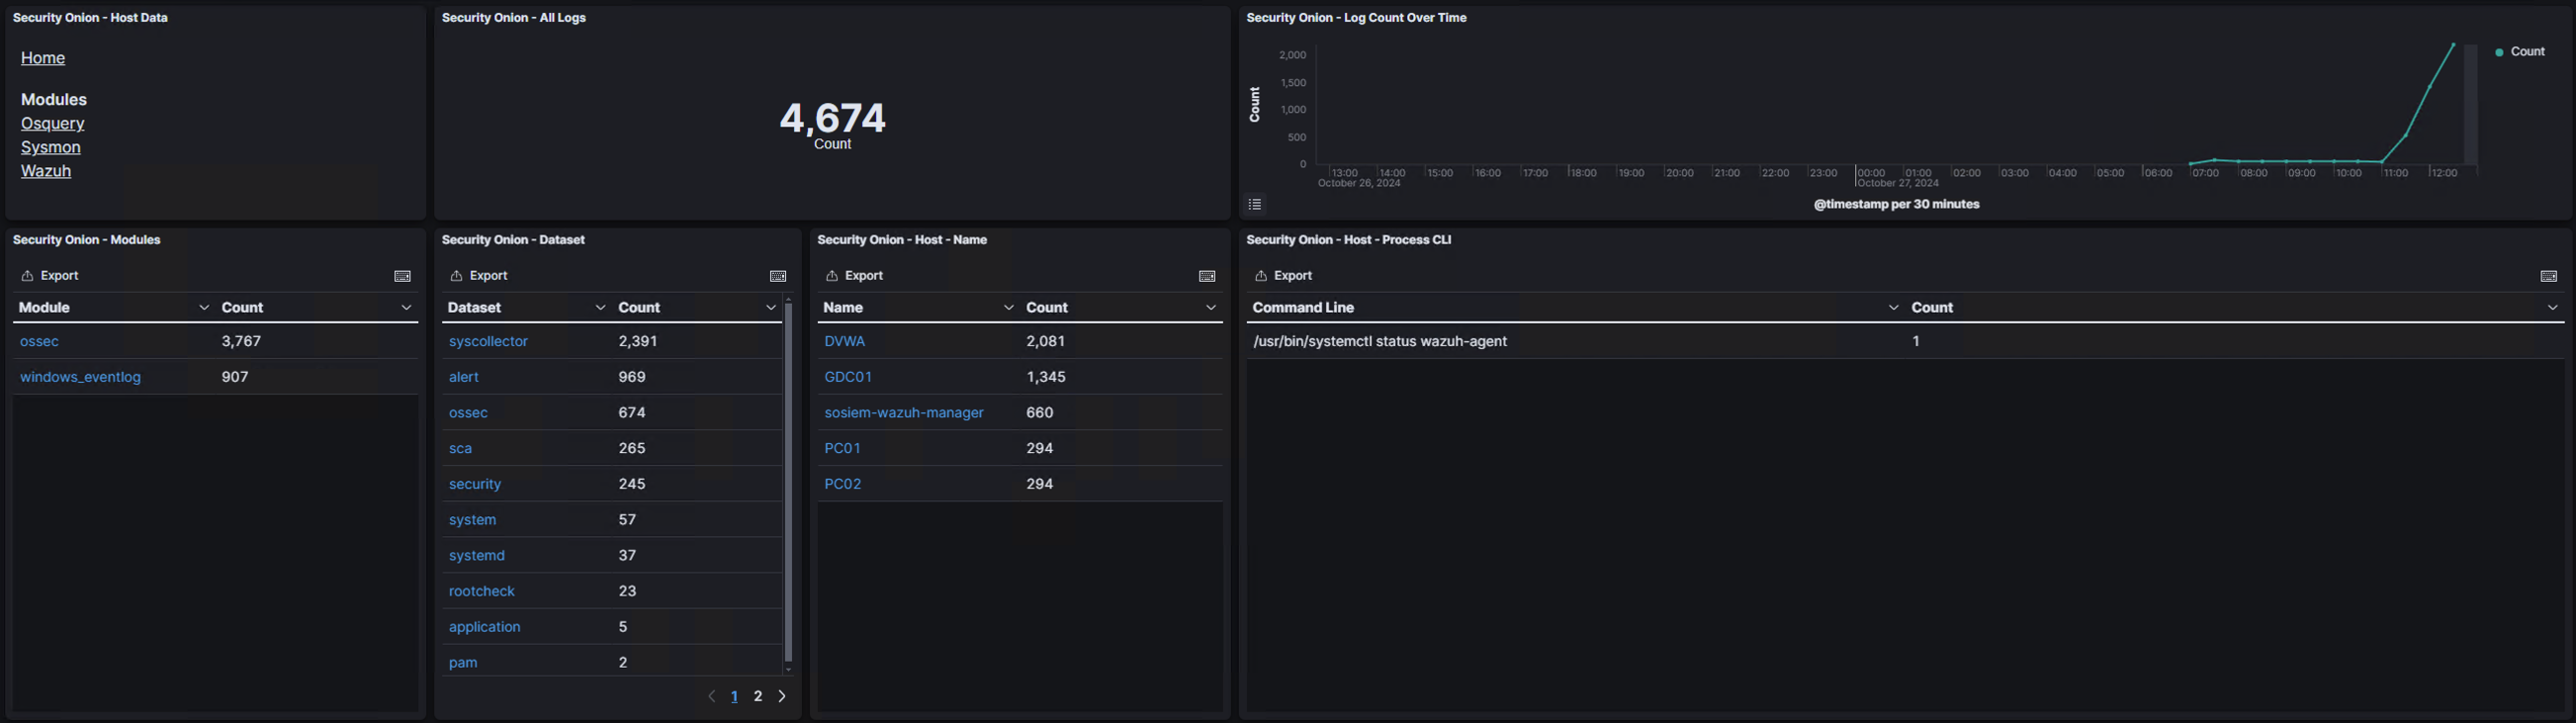 Security Onion - Host Data
Home
Modules
Osquery
Sysmon
Wazuh
Security Onion - All Logs
4,674
Count
Security Onion - Log Count Over Time
Count
2,000
1,500
1,000
500
0
13:00 14:00 15:00 16:00 17:00 18:00 19:00 20:00 21:00 22:00 23:00 00:00 01:00 02:00 03:00 04:00 05:00 06:00 07:00 08:00 09:00 10:00 11:00 12:00
October 26, 2024 October 27, 2024
@timestamp per 30 minutes
Count
Security Onion - Modules
Export
Module Count
ossec 3,767
windows_eventlog 907
Security Onion - Dataset
Export
Dataset Count
syscollector 2,391
alert 969
ossec 674
sca 265
security 245
system 57
systemd 37
rootcheck 23
application 5
pam 2
1 2
Security Onion - Host - Name
Export
Name Count
DVWA 2,081
GDC01 1,345
sosiem-wazuh-manager 660
PC01 294
PC02 294
Security Onion - Host - Process CLI
Export
Command Line Count
/usr/bin/systemctl status wazuh-agent 1